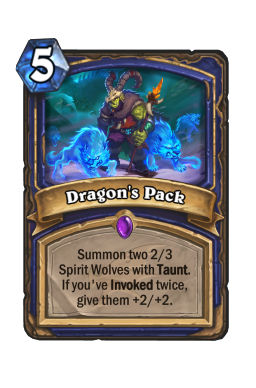 5
Dragon's Pack
Summon two 2/3
Spirit Wolves with Taunt.
If you've Invoked twice,
give them +2/+2.